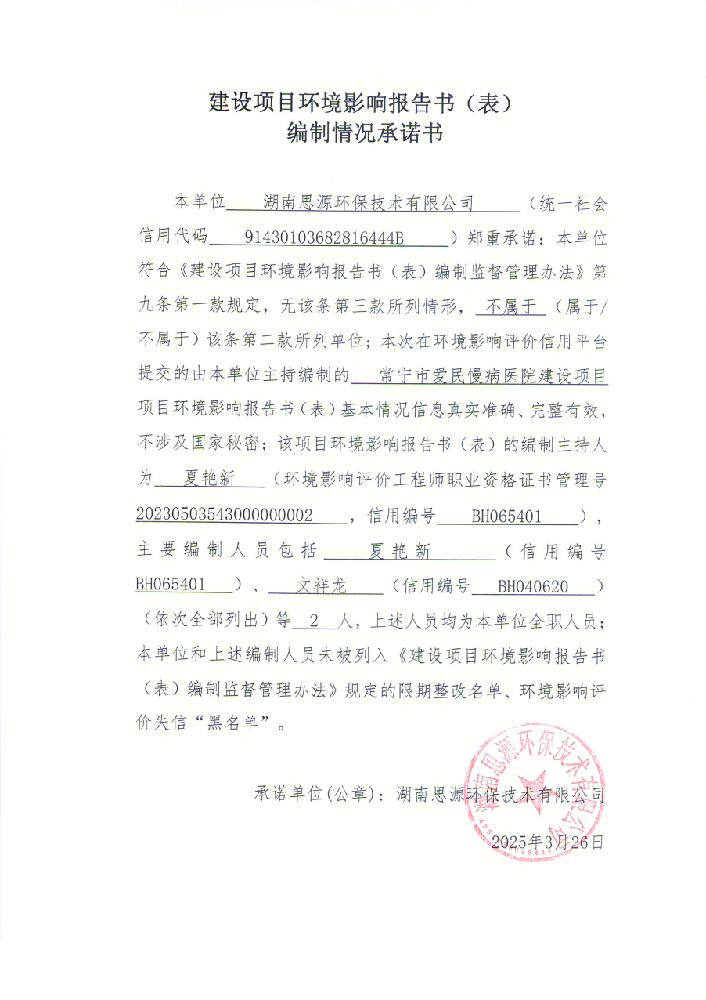 建设项目环境影响报告书（表）
编制情况承诺书
本单位 湖南思源环保技术有限公司 （统一社会
信用代码 91430103682816444B ）郑重承诺：本单位
符合《建设项目环境影响报告书（表）编制监督管理办法》第
九条第一款规定，无该条第三款所列情形， 不属于 （属于/
不属于）该条第二款所列单位；本次在环境影响评价信用平台
提交的由本单位主持编制的 常宁市爱民慢病医院建设项目
项目环境影响报告书（表）基本情况信息真实准确、完整有效，
不涉及国家秘密；该项目环境影响报告书（表）的编制主持人
为 夏艳新 （环境影响评价工程师职业资格证书管理号
20230503543000000002 ，信用编号 BH065401 ），
主要编制人员包括 夏艳新 （信用编号
BH065401 ）、 文祥龙 （信用编号 BH040620 ）
（依次全部列出）等 2 人，上述人员均为本单位全职人员；
本单位和上述编制人员未被列入《建设项目环境影响报告书
（表）编制监督管理办法》规定的限期整改名单、环境影响评
价失信“黑名单”。
承诺单位(公章)：湖南思源环保技术有限公司
2025年3月26日
湖南思源环保技术有限公司